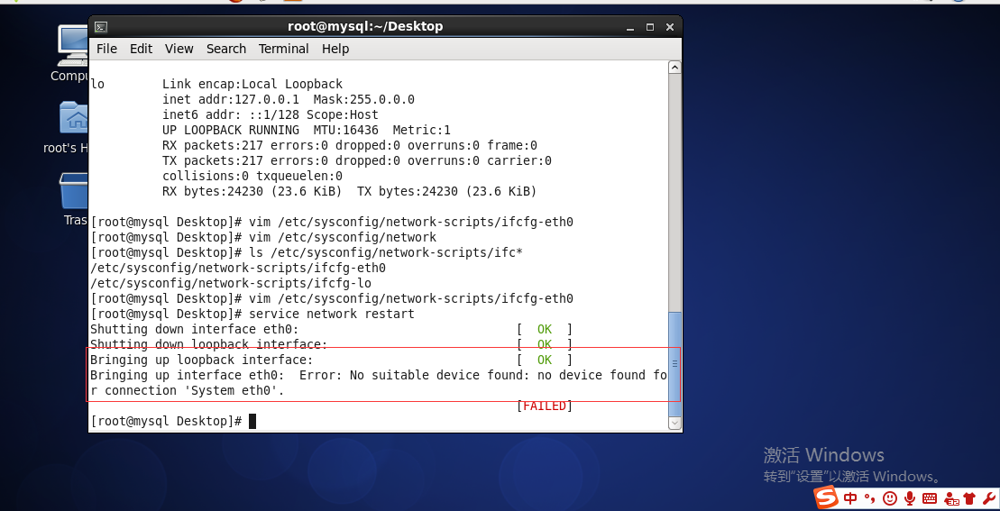 root@mysql:~/Desktop
File Edit View Search Terminal Help
lo Link encap:Local Loopback
inet addr:127.0.0.1 Mask:255.0.0.0
inet6 addr: ::1/128 Scope:Host
UP LOOPBACK RUNNING MTU:16436 Metric:1
RX packets:217 errors:0 dropped:0 overruns:0 frame:0
TX packets:217 errors:0 dropped:0 overruns:0 carrier:0
collisions:0 txqueuelen:0
RX bytes:24230 (23.6 KiB) TX bytes:24230 (23.6 KiB)
[root@mysql Desktop]# vim /etc/sysconfig/network-scripts/ifcfg-eth0
[root@mysql Desktop]# vim /etc/sysconfig/network
[root@mysql Desktop]# ls /etc/sysconfig/network-scripts/ifc*
/etc/sysconfig/network-scripts/ifcfg-eth0
/etc/sysconfig/network-scripts/ifcfg-lo
[root@mysql Desktop]# vim /etc/sysconfig/network-scripts/ifcfg-eth0
[root@mysql Desktop]# service network restart
Shutting down interface eth0: [ OK ]
Shutting down loopback interface: [ OK ]
Bringing up loopback interface: [ OK ]
Bringing up interface eth0: Error: No suitable device found: no device found fo
r connection 'System eth0'.
[FAILED]
[root@mysql Desktop]#
Compu
root's H
Tras
激活 Windows
转到“设置”以激活 Windows。
S 中